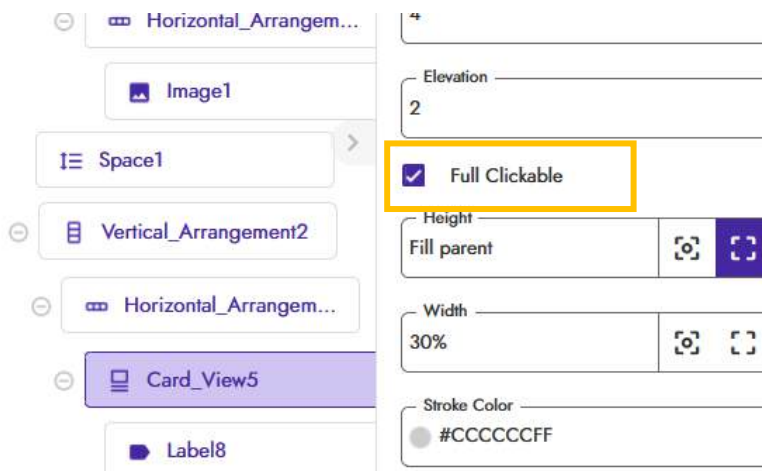 Horizontal_Arrangem...
Image1
Space1
Vertical_Arrangement2
Horizontal_Arrangem...
Card_View5
Label8
4
Elevation
2
Full Clickable
Height
Fill parent
Width
30%
Stroke Color
#CCCCCCFF